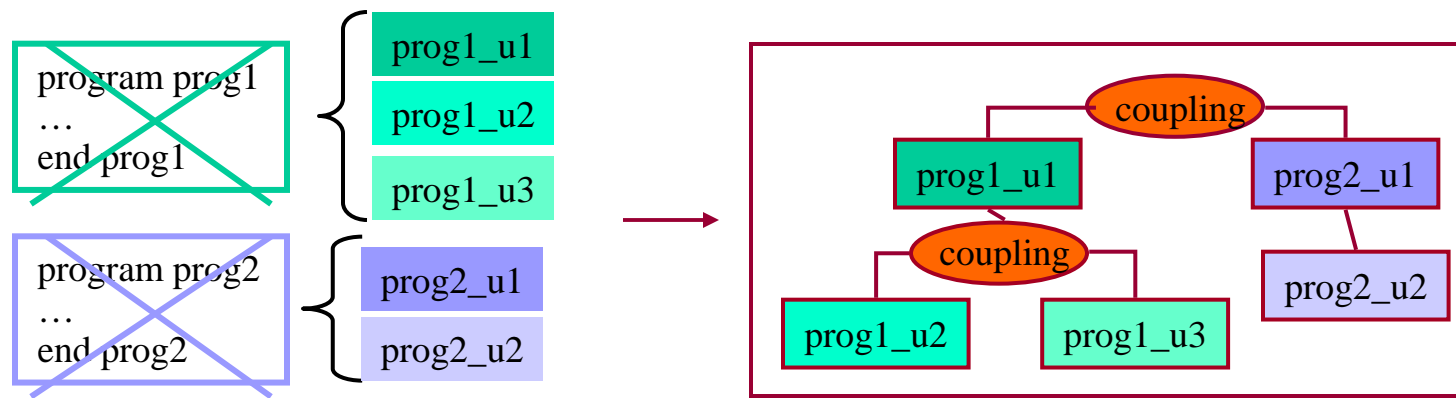 program prog1
…
end prog1
prog1_u1
prog1_u2
prog1_u3
program prog2
…
end prog2
prog2_u1
prog2_u2
coupling
prog1_u1
prog2_u1
coupling
prog2_u2
prog1_u2
prog1_u3